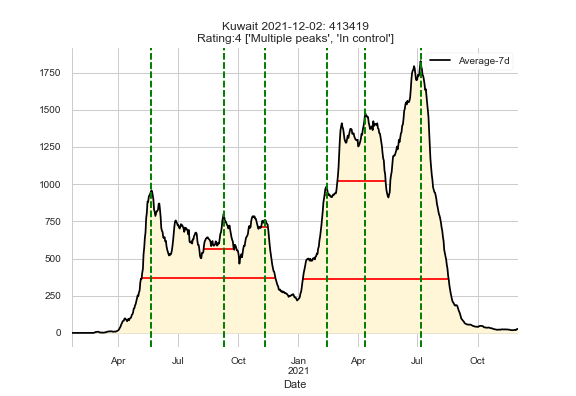 Kuwait 2021-12-02: 413419
Rating:4 ['Multiple peaks', 'In control']
Average-7d
1750
1500
1250
1000
750
500
250
0
Apr Jul Oct Jan Apr Jul Oct
2021
Date